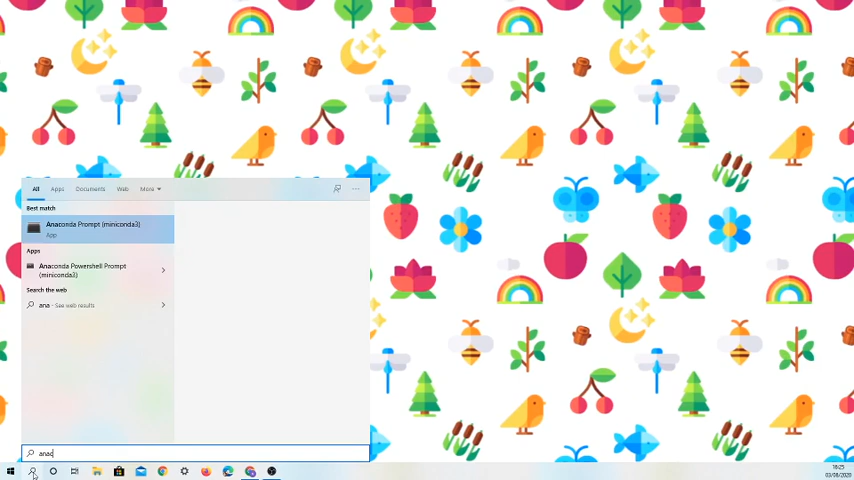 All Apps Documents Web More
Best match
Anaconda Prompt (miniconda3)
App
Apps
Anaconda Powershell Prompt
(miniconda3)
Search the web
ana - See web results
anac
16:25
03/08/2020